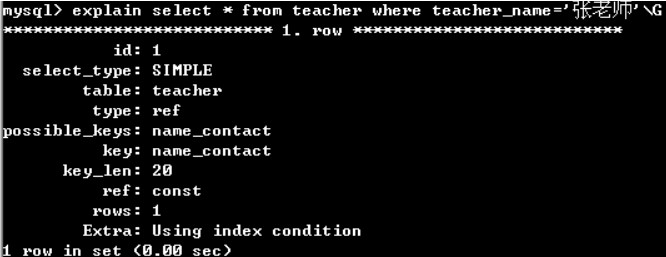 mysql> explain select * from teacher where teacher_name='张老师'\G
*************************** 1. row ***************************
id: 1
select_type: SIMPLE
table: teacher
type: ref
possible_keys: name_contact
key: name_contact
key_len: 20
ref: const
rows: 1
Extra: Using index condition
1 row in set (0.00 sec)